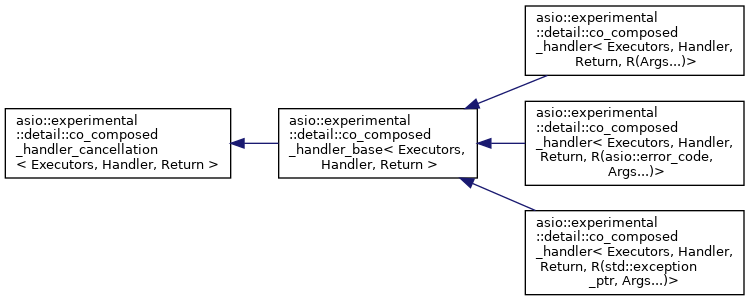 asio::experimental
::detail::co_composed
_handler_cancellation
< Executors, Handler, Return >
asio::experimental
::detail::co_composed
_handler_base< Executors,
Handler, Return >
asio::experimental
::detail::co_composed
_handler< Executors, Handler,
Return, R(Args...)>
asio::experimental
::detail::co_composed
_handler< Executors, Handler,
Return, R(asio::error_code,
Args...)>
asio::experimental
::detail::co_composed
_handler< Executors, Handler,
Return, R(std::exception
_ptr, Args...)>